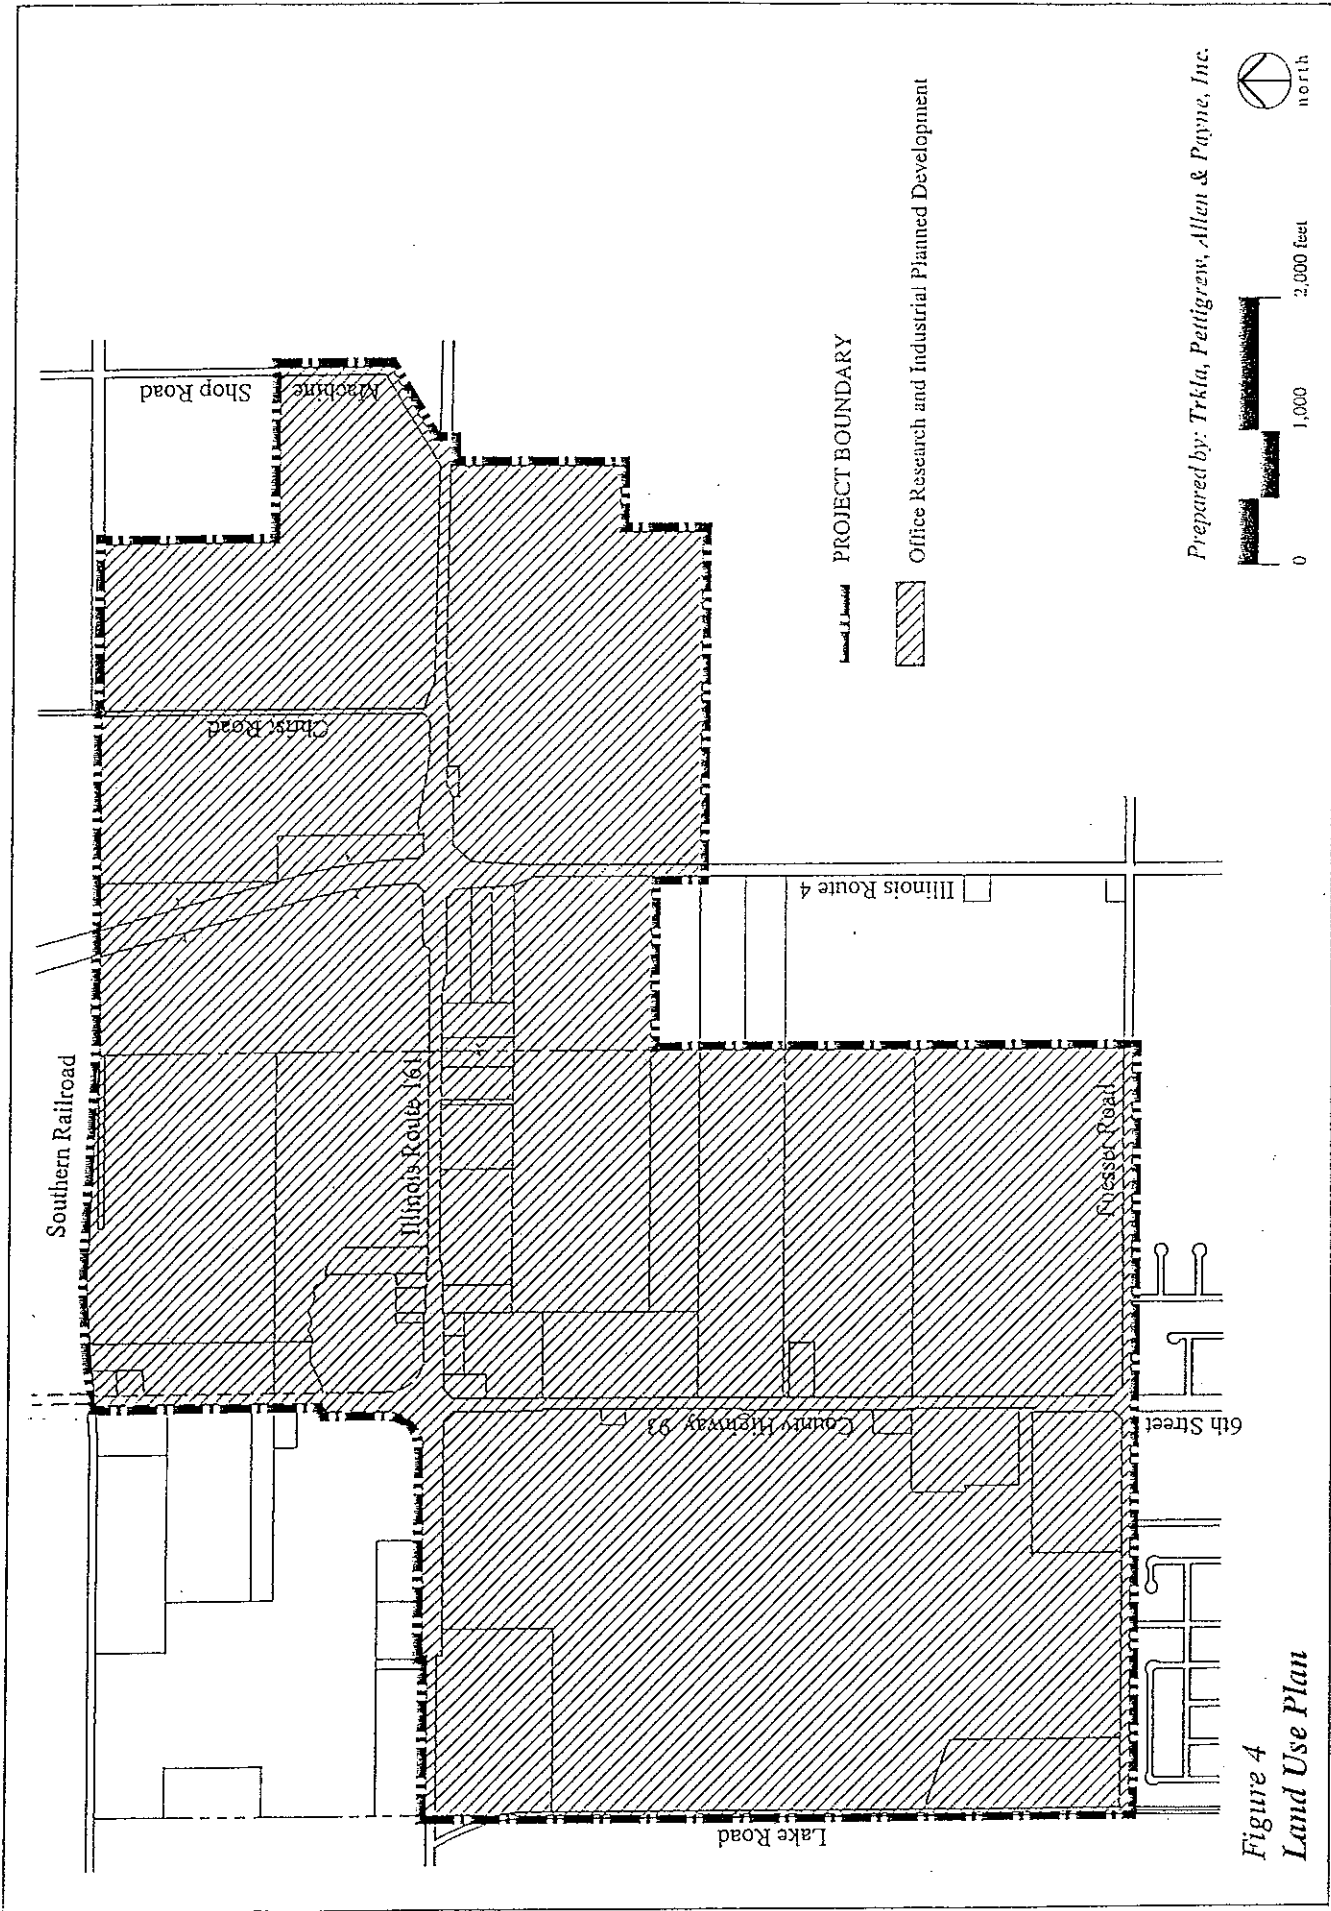 Southern Railroad
Shop Road
Machine
Christ Road
Illinois Route 161
Illinois Route 4
County Highway 93
Fuesser Road
6th Street
Lake Road
PROJECT BOUNDARY
Office Research and Industrial Planned Development
Prepared by: Trkla, Pettigrew, Allen & Payne, Inc.
0 1,000 2,000 feet
north
Figure 4
Land Use Plan